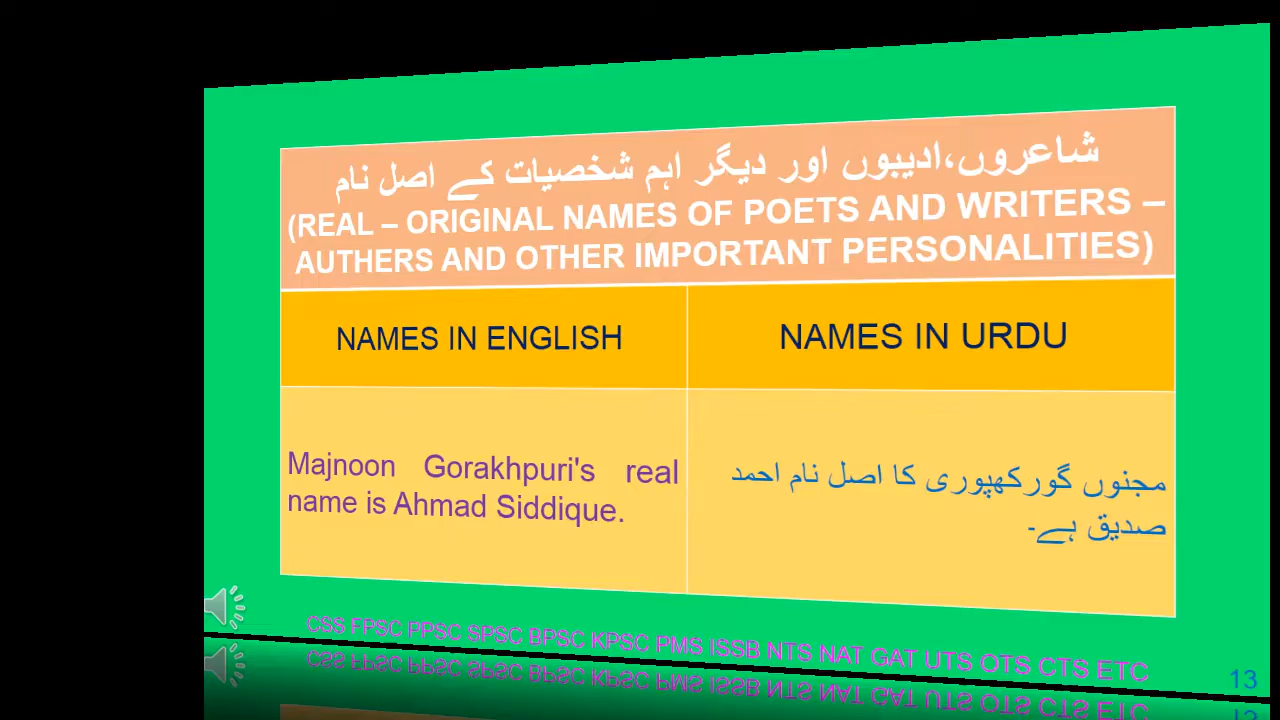 شاعروں،ادیبوں اور دیگر اہم شخصیات کے اصل نام
(REAL – ORIGINAL NAMES OF POETS AND WRITERS –
AUTHERS AND OTHER IMPORTANT PERSONALITIES)
NAMES IN ENGLISH
NAMES IN URDU
Majnoon Gorakhpuri's real
name is Ahmad Siddique.
مجنوں گورکھپوری کا اصل نام احمد
صدیق ہے۔
CSS FPSC PPSC SPSC BPSC KPSC PMS ISSB NTS NAT GAT UTS OTS CTS ETC
13